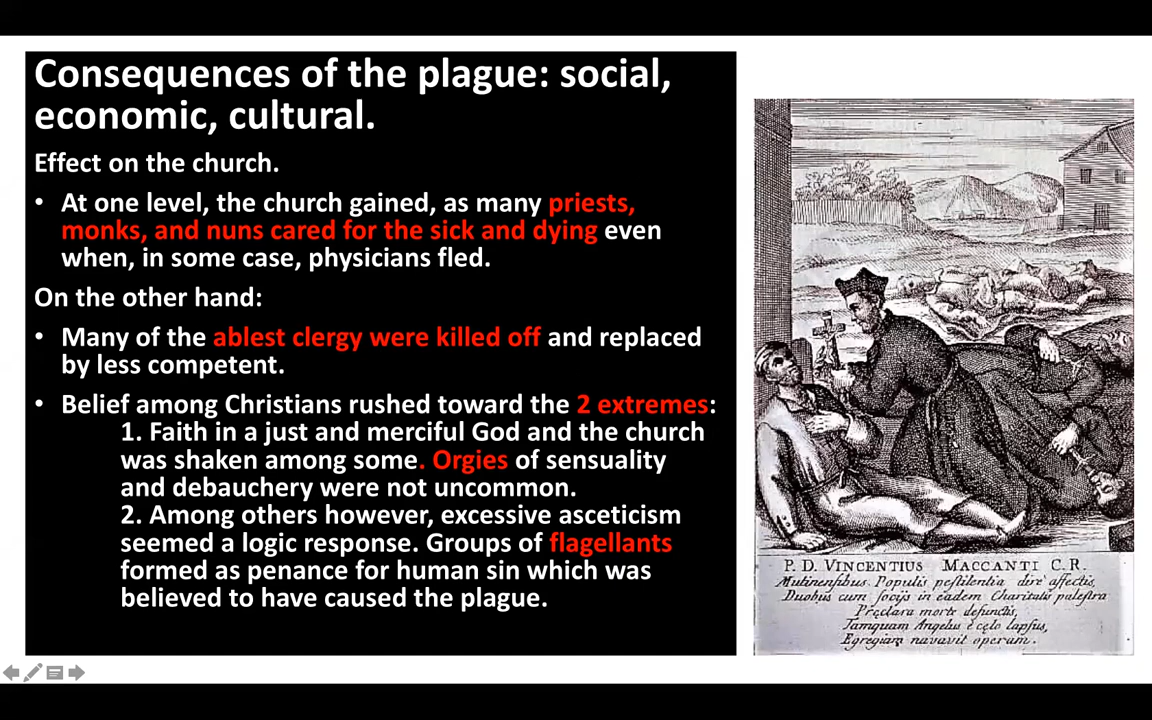 Consequences of the plague: social,
economic, cultural.
Effect on the church.
• At one level, the church gained, as many priests,
monks, and nuns cared for the sick and dying even
when, in some case, physicians fled.
On the other hand:
• Many of the ablest clergy were killed off and replaced
by less competent.
• Belief among Christians rushed toward the 2 extremes:
1. Faith in a just and merciful God and the church
was shaken among some. Orgies of sensuality
and debauchery were not uncommon.
2. Among others however, excessive asceticism
seemed a logic response. Groups of flagellants
formed as penance for human sin which was
believed to have caused the plague.
P. D. VINCENTIUS MACCANTI C. R.
Mutinensibus Populis pestilentia dire affectis,
Duobus cum socijs in eadem Charitatis palestra
Præclara morte defunctis,
Tamquam Angelus è cęlo lapsus,
Egregiam navavit operam.